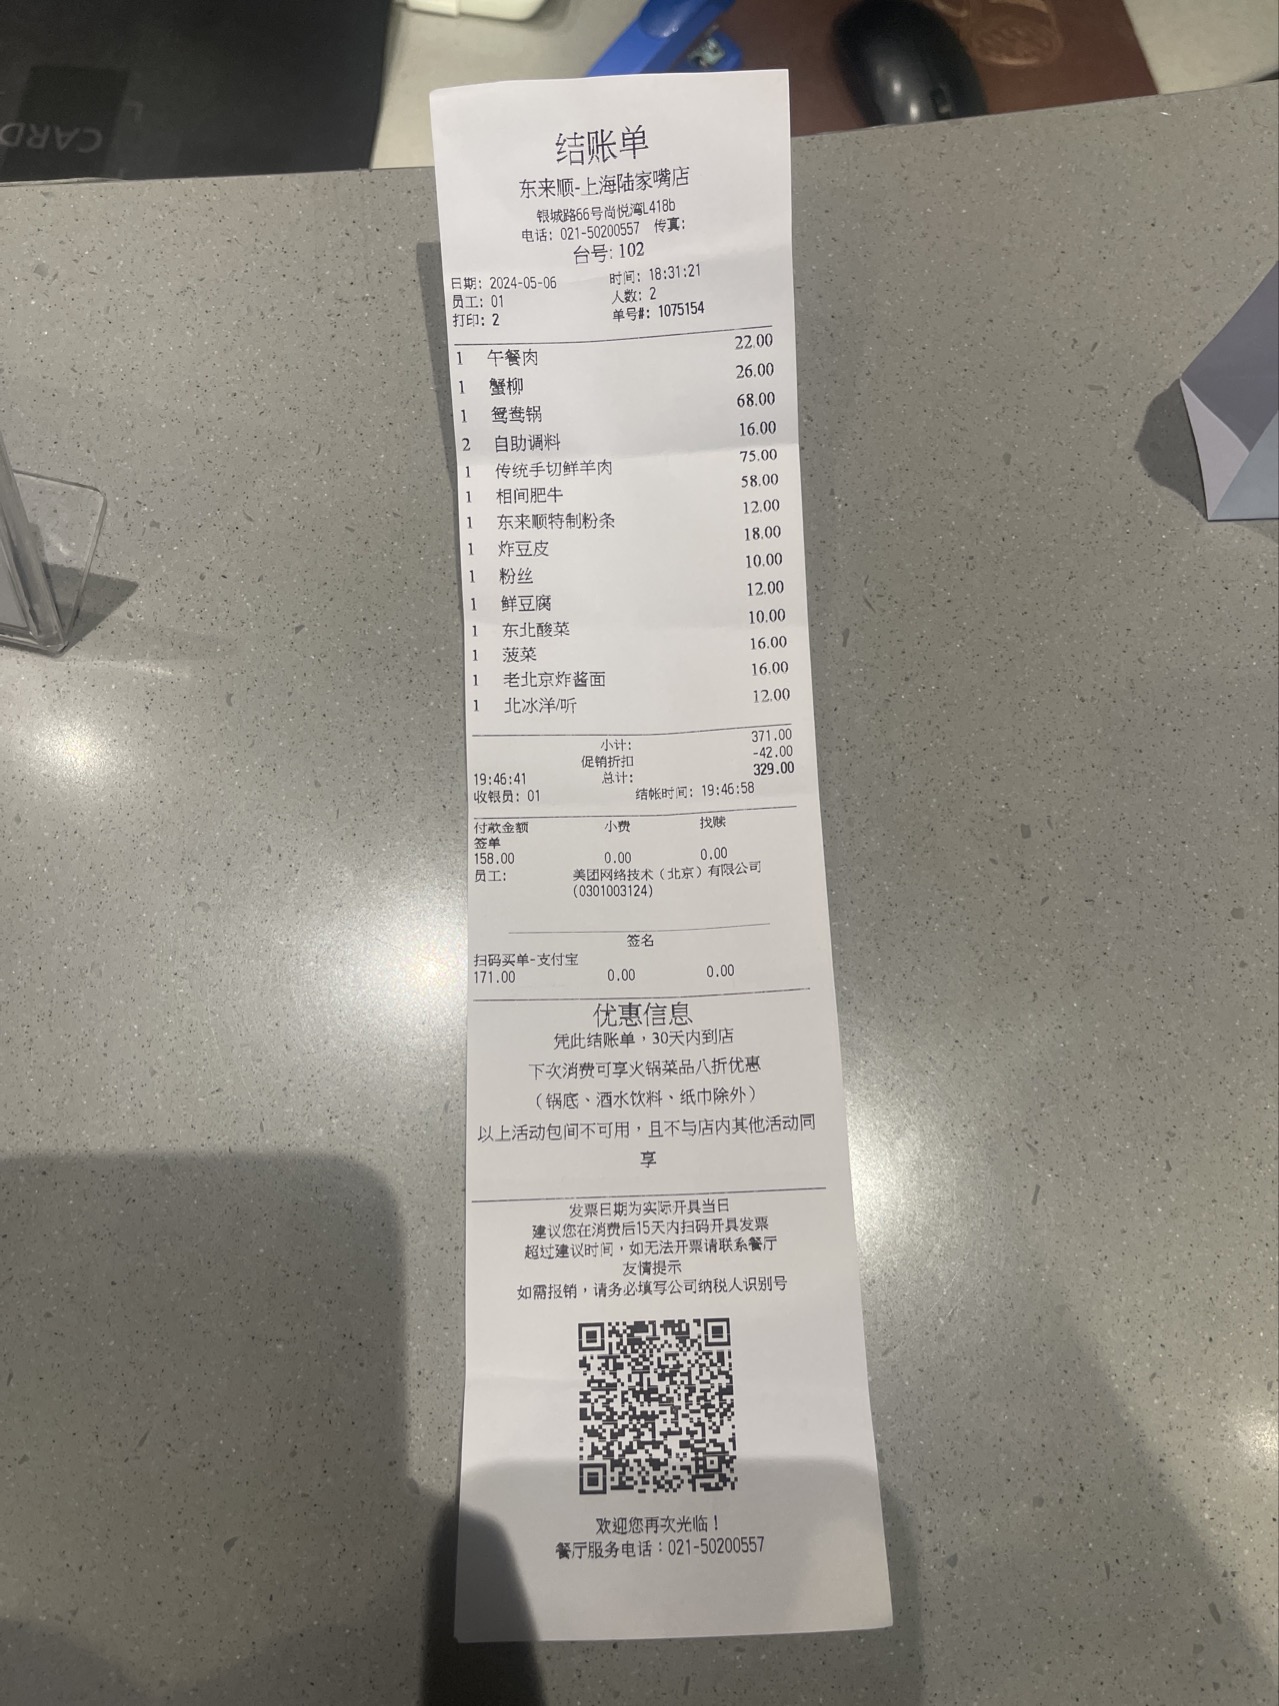 CARD
结账单
东来顺-上海陆家嘴店
银城路66号尚悦湾L418b
电话: 021-50200557 传真:
台号: 102
日期: 2024-05-06 时间: 18:31:21
员工: 01 人数: 2
打印: 2 单号#: 1075154
1 午餐肉 22.00
1 蟹柳 26.00
1 鸳鸯锅 68.00
2 自助调料 16.00
1 传统手切鲜羊肉 75.00
1 相间肥牛 58.00
1 东来顺特制粉条 12.00
1 炸豆皮 18.00
1 粉丝 10.00
1 鲜豆腐 12.00
1 东北酸菜 10.00
1 菠菜 16.00
1 老北京炸酱面 16.00
1 北冰洋/听 12.00
小计: 371.00
促销折扣 -42.00
19:46:41 总计: 329.00
收银员: 01 结帐时间: 19:46:58
付款金额 小费 找赎
签单
158.00 0.00 0.00
员工: 美团网络技术（北京）有限公司
(0301003124)
签名
扫码买单-支付宝
171.00 0.00 0.00
优惠信息
凭此结账单，30天内到店
下次消费可享火锅菜品八折优惠
（锅底、酒水饮料、纸巾除外）
以上活动包间不可用，且不与店内其他活动同
享
发票日期为实际开具当日
建议您在消费后15天内扫码开具发票
超过建议时间，如无法开票请联系餐厅
友情提示
如需报销，请务必填写公司纳税人识别号
欢迎您再次光临！
餐厅服务电话：021-50200557